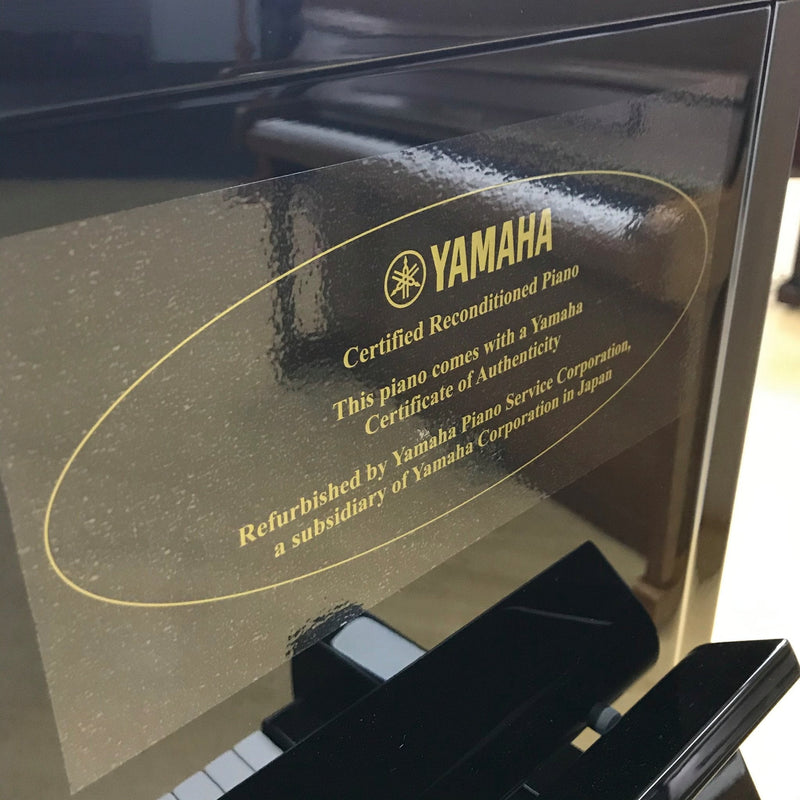 YAMAHA
Certified Reconditioned Piano
This piano comes with a Yamaha
Certificate of Authenticity
Refurbished by Yamaha Piano Service Corporation,
a subsidiary of Yamaha Corporation in Japan